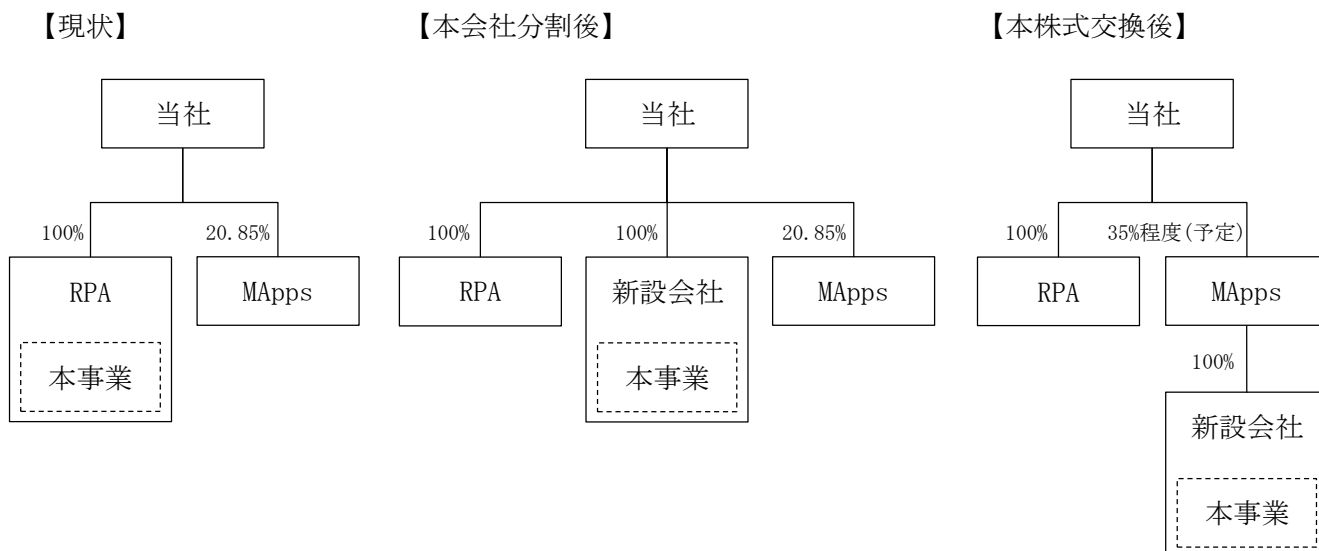 【現状】
当社
100%
20.85%
RPA
本事業
MApps
【本会社分割後】
当社
100%
100%
20.85%
RPA
新設会社
本事業
MApps
【本株式交換後】
当社
100%
35%程度(予定)
RPA
MApps
100%
新設会社
本事業